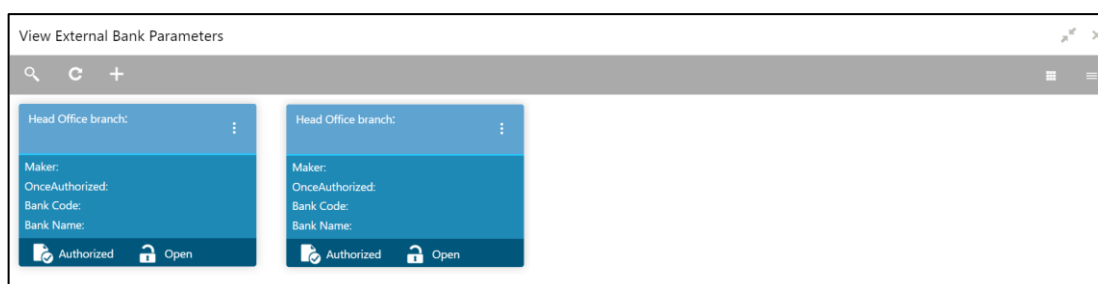 View External Bank Parameters
Head Office branch:
Maker:
OnceAuthorized:
Bank Code:
Bank Name:
Authorized Open
Head Office branch:
Maker:
OnceAuthorized:
Bank Code:
Bank Name:
Authorized Open